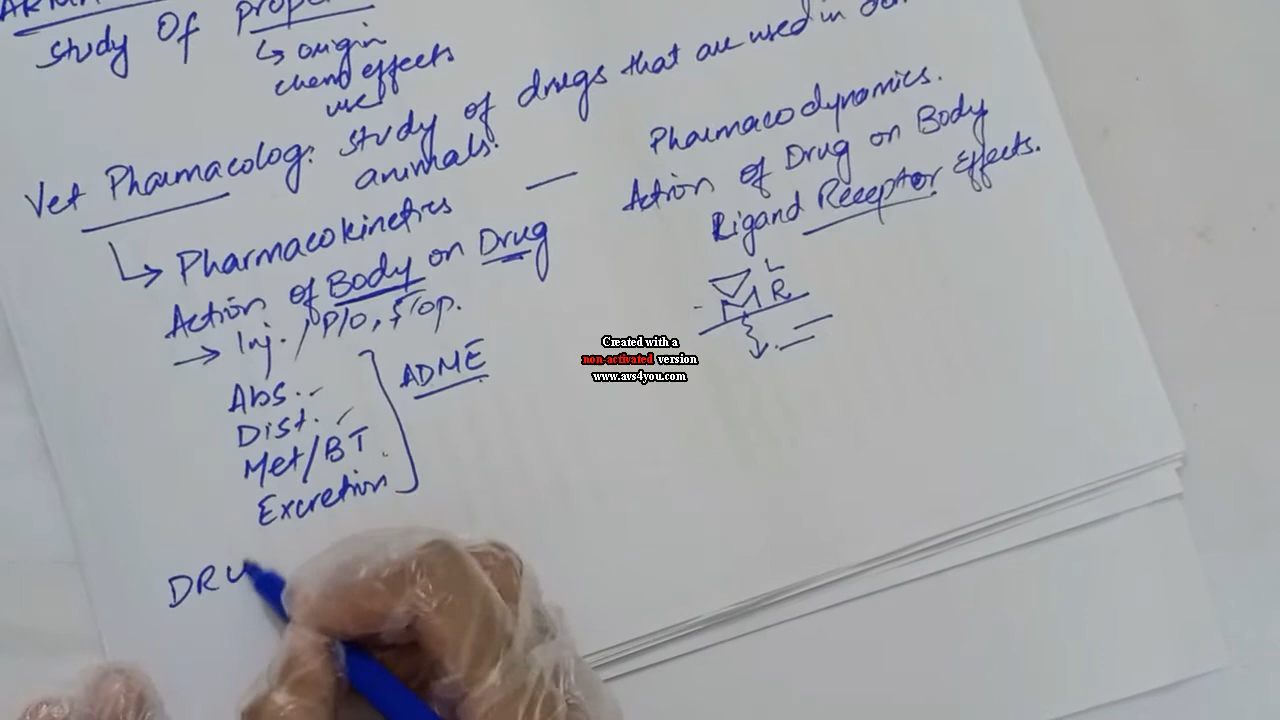 Study Of prope
↳ origin
chem effects
uses
Vet Pharmacolog: study of drugs that are used in
animals.
↳ Pharmacokinetics —
Action of Body on Drug
→ Inj. / P/o, Top.
Abs.
Dist.
Met/BT
Excretion
ADME
Pharmacodynamics.
Action of Drug on Body
Ligand Receptor Effects.
L
R
DRU
Created with a
non-activated version
www.avs4you.com